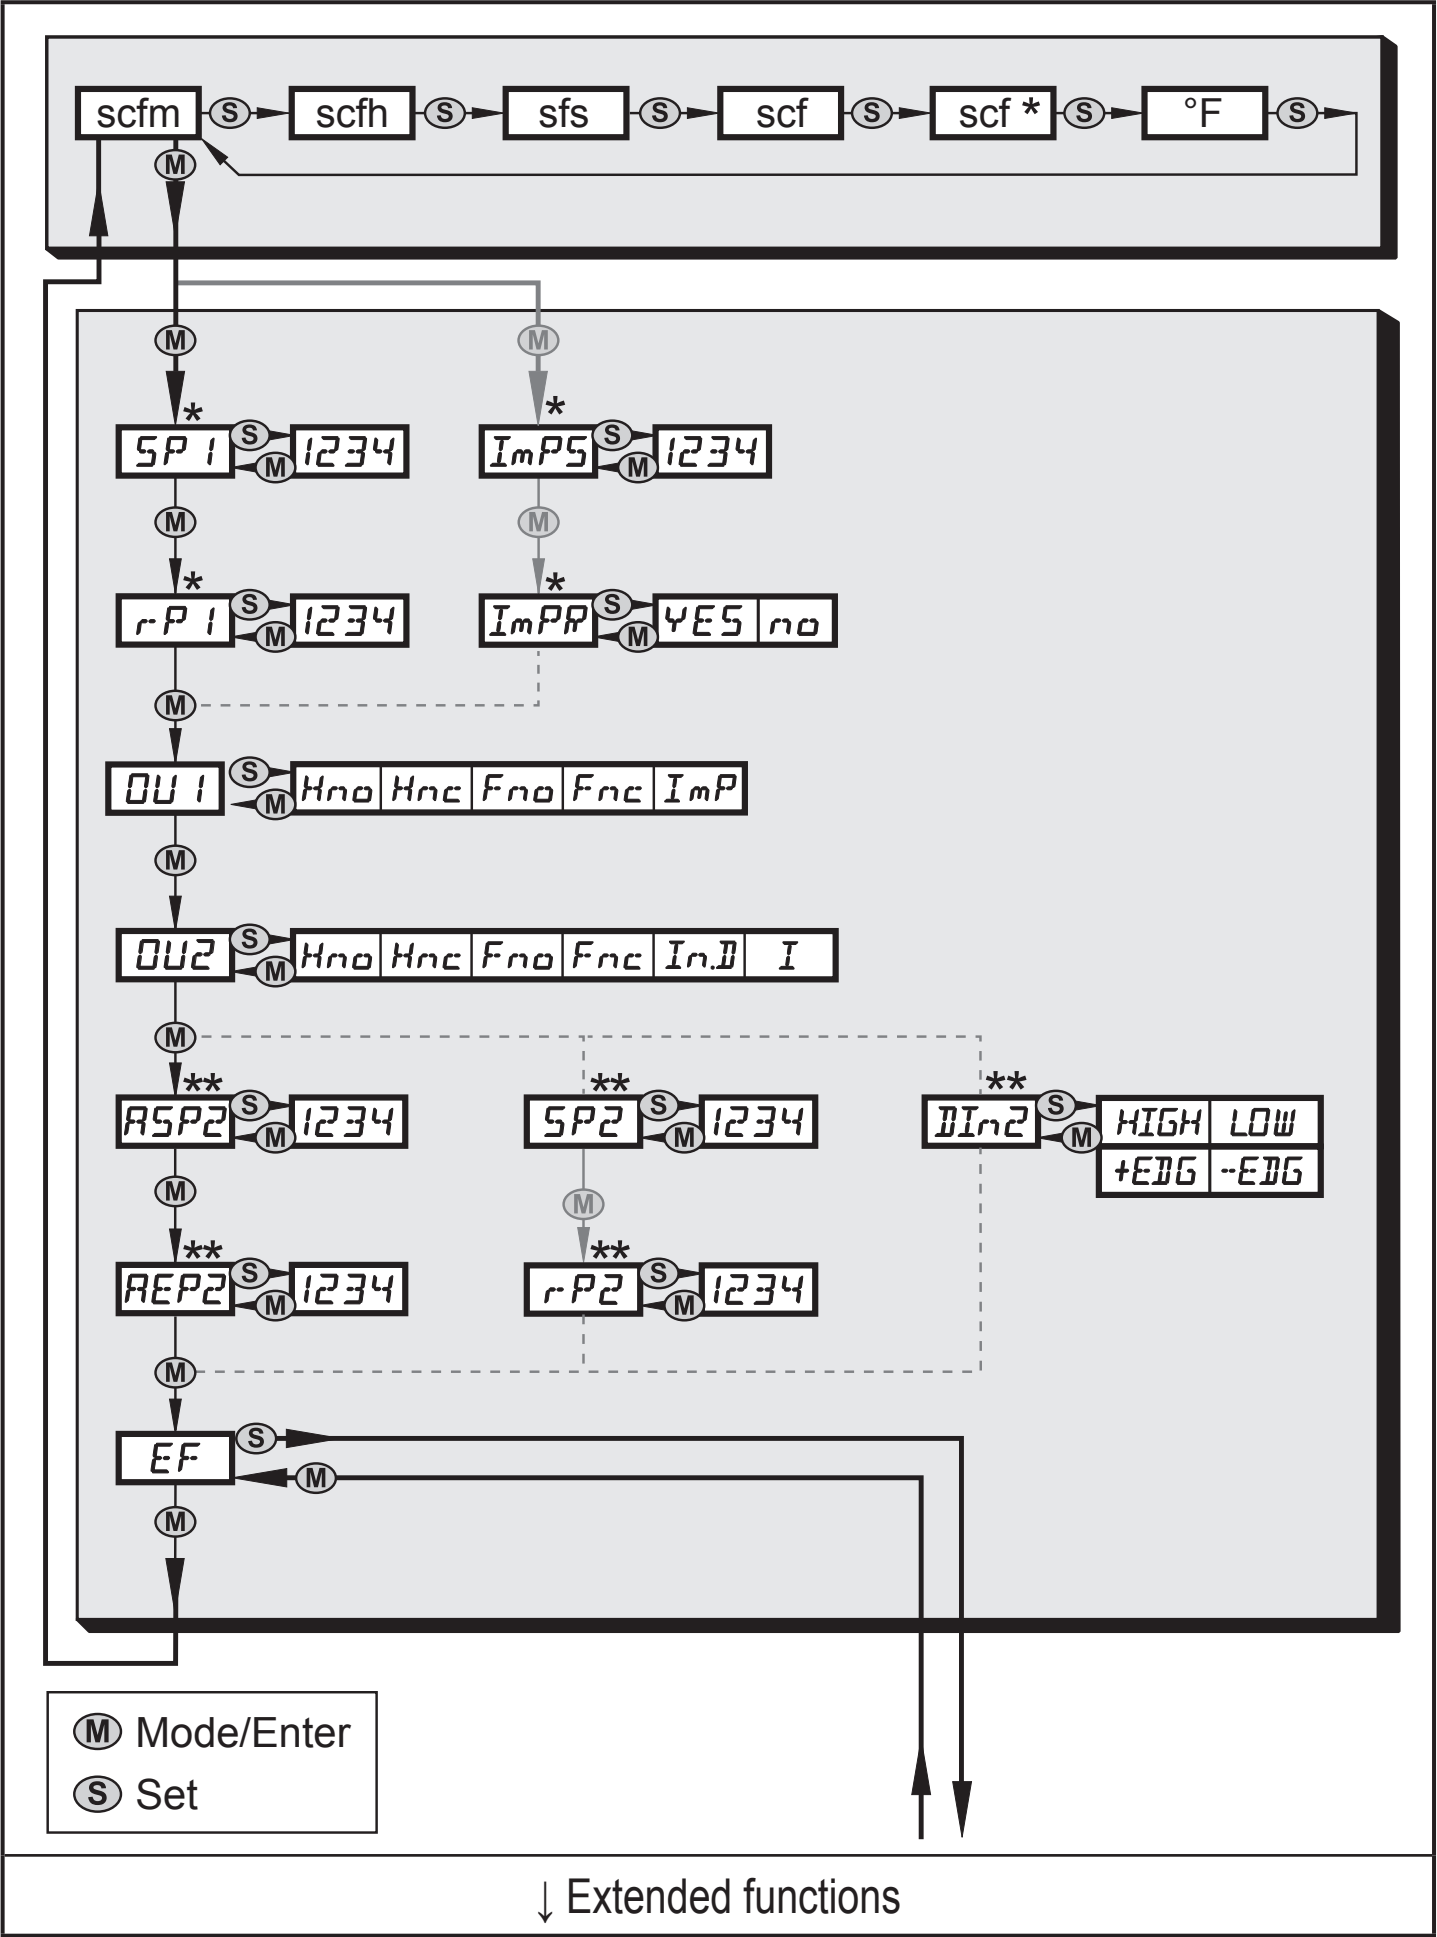 scfm S scfh S sfs S scf S scf * S °F S
M
M M
* *
SP1 S M 1234 ImPS S M 1234
M M
* *
rP1 S M 1234 ImPR S M YES no
M
OU1 S M Hno Hnc Fno Fnc ImP
M
OU2 S M Hno Hnc Fno Fnc In.D I
M
** ** **
ASP2 S M 1234 SP2 S M 1234 DIn2 S M HIGH LOW
+EDG -EDG
M M
** **
AEP2 S M 1234 rP2 S M 1234
M
EF S
M
M
M Mode/Enter
S Set
↓ Extended functions